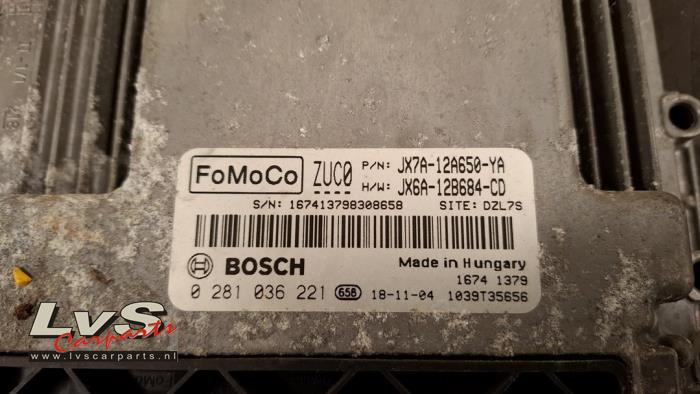 FoMoCo ZUC0 P/N: JX7A-12A650-YA
H/W: JX6A-12B684-CD
S/N: 167413798308658 SITE: DZL7S
BOSCH Made in Hungary
1674 1379
0 281 036 221 658 18-11-04 1039T35656
LvS
Carparts
www.lvscarparts.nl